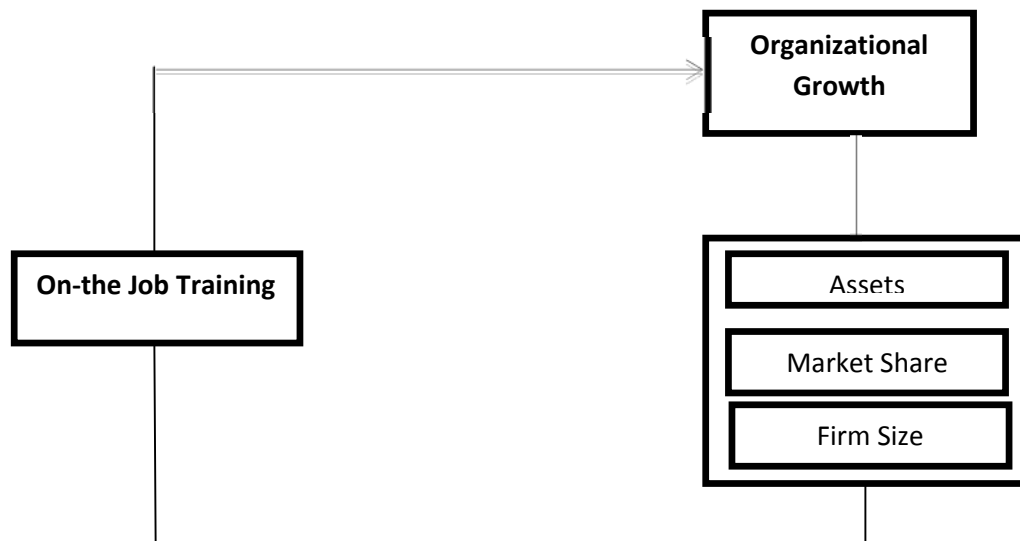 Organizational
Growth
On-the Job Training
Assets
Market Share
Firm Size